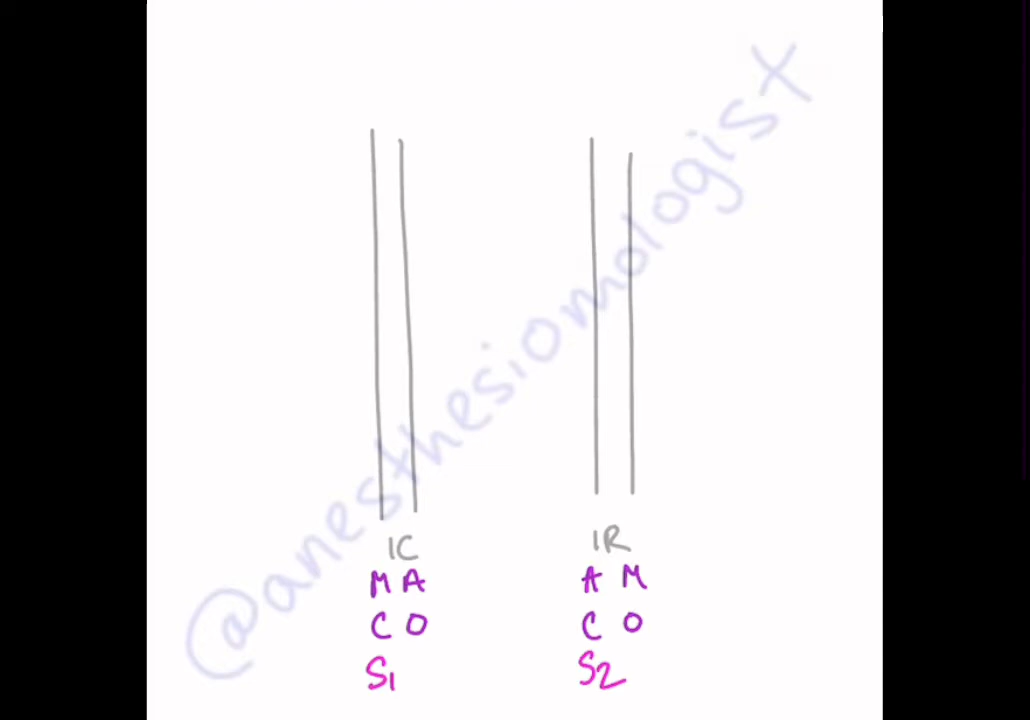 @anesthesiomologist
IC IR
M A A M
C O C O
S1 S2